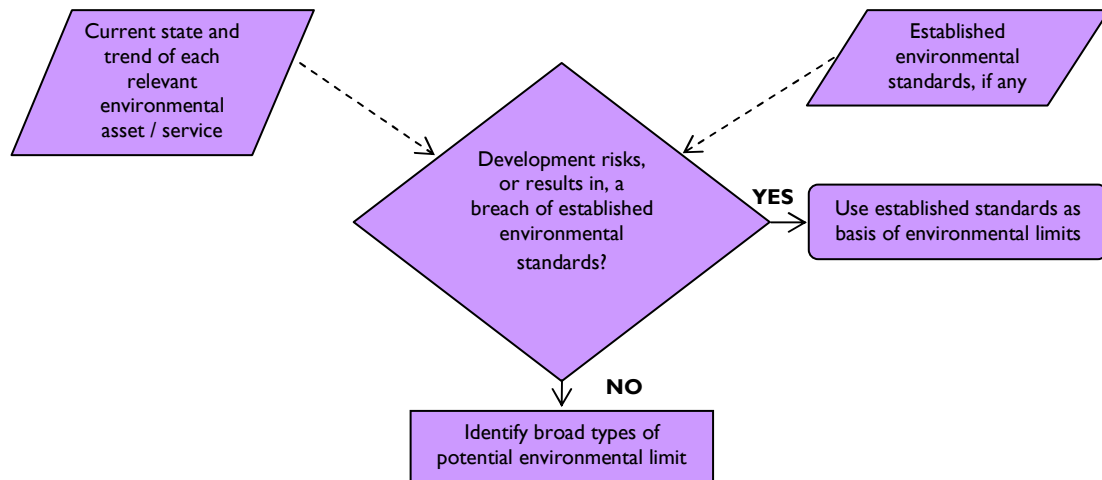 Current state and
trend of each
relevant
environmental
asset / service
Established
environmental
standards, if any
Development risks,
or results in, a
breach of established
environmental
standards?
YES
Use established standards as
basis of environmental limits
NO
Identify broad types of
potential environmental limit